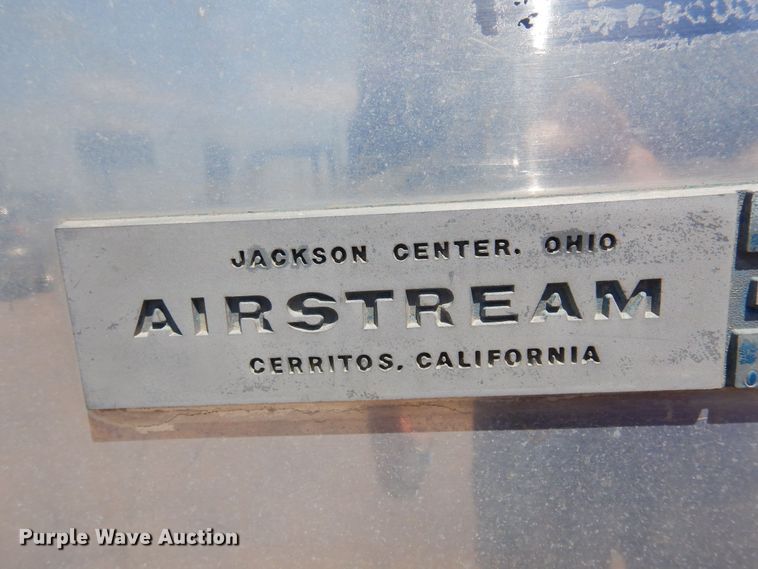 JACKSON CENTER. OHIO
AIRSTREAM
CERRITOS, CALIFORNIA
Purple Wave Auction